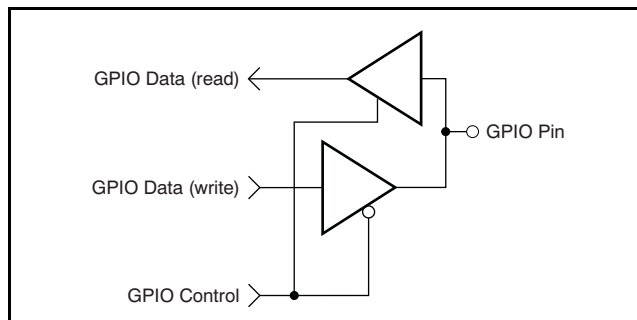 GPIO Data (read)
GPIO Pin
GPIO Data (write)
GPIO Control